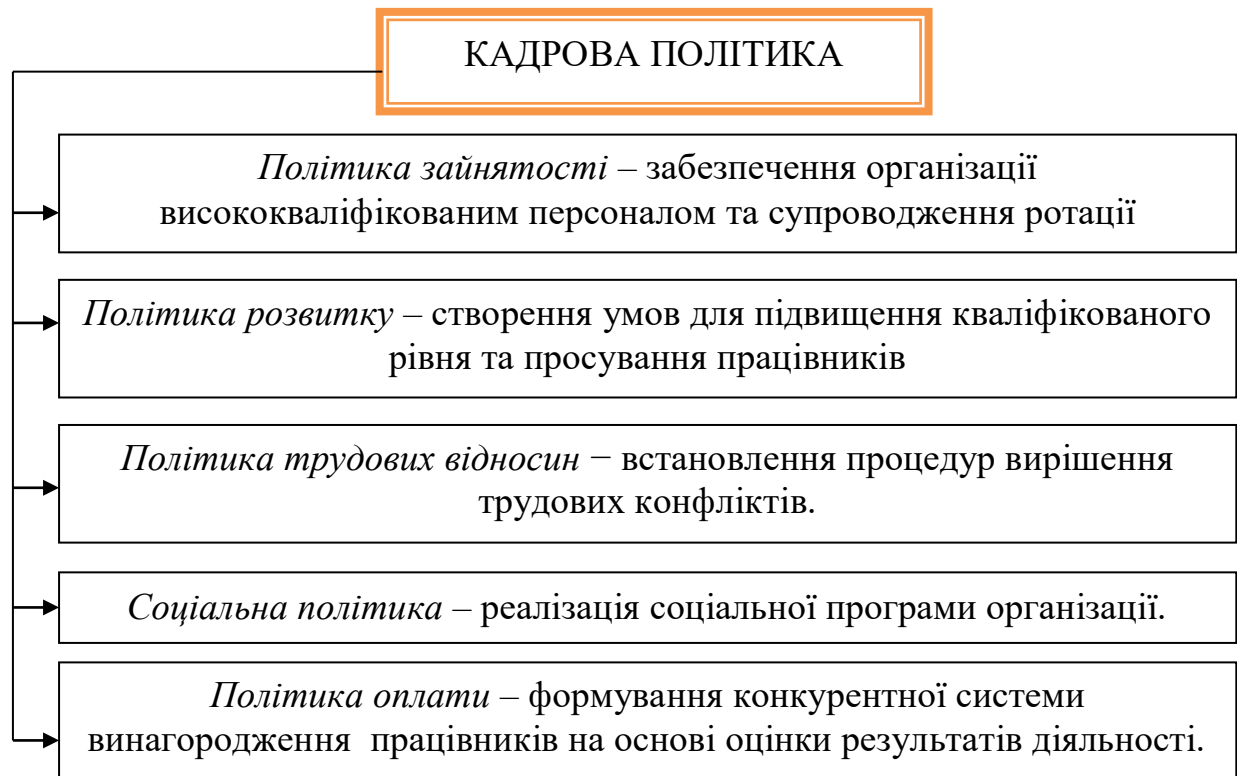 КАДРОВА ПОЛІТИКА
Політика зайнятості – забезпечення організації
висококваліфікованим персоналом та супроводження ротації
Політика розвитку – створення умов для підвищення кваліфікованого
рівня та просування працівників
Політика трудових відносин − встановлення процедур вирішення
трудових конфліктів.
Соціальна політика – реалізація соціальної програми організації.
Політика оплати – формування конкурентної системи
винагородження  працівників на основі оцінки результатів діяльності.